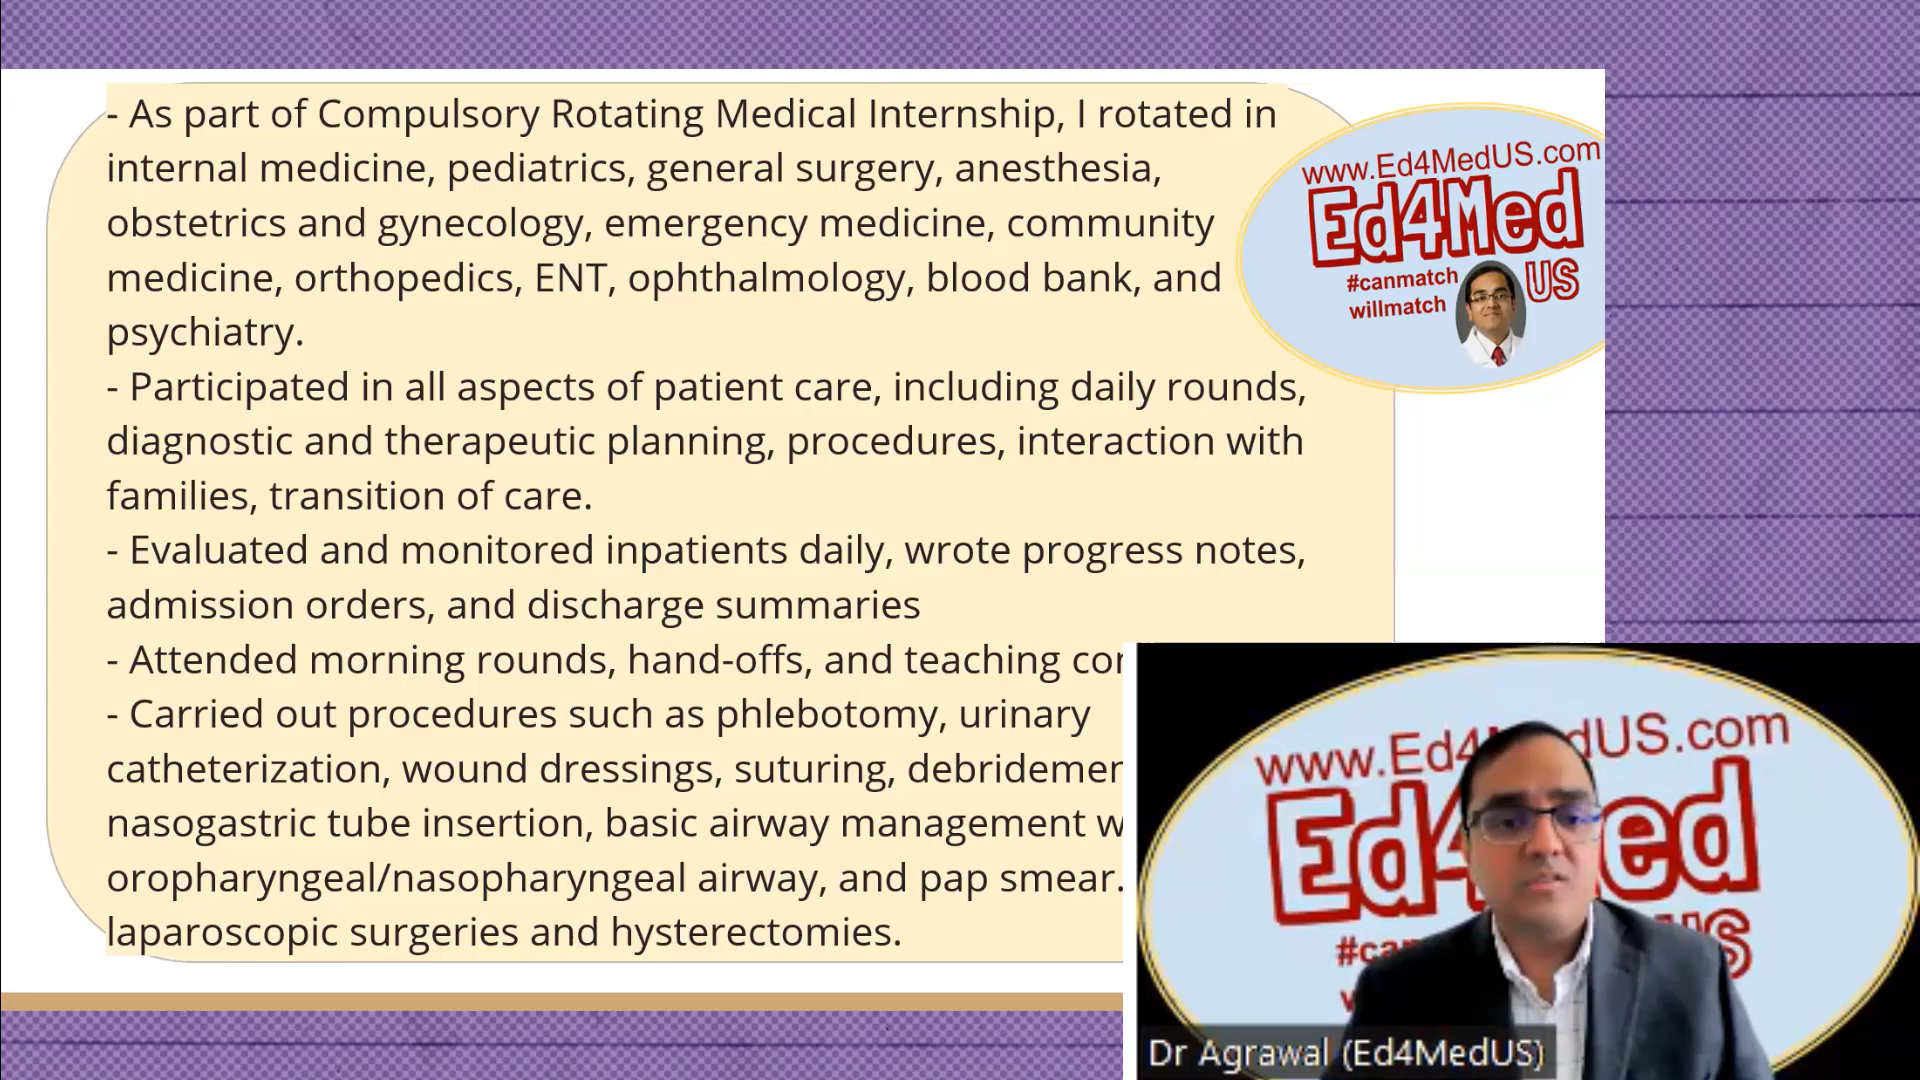 - As part of Compulsory Rotating Medical Internship, I rotated in
internal medicine, pediatrics, general surgery, anesthesia,
obstetrics and gynecology, emergency medicine, community
medicine, orthopedics, ENT, ophthalmology, blood bank, and
psychiatry.
- Participated in all aspects of patient care, including daily rounds,
diagnostic and therapeutic planning, procedures, interaction with
families, transition of care.
- Evaluated and monitored inpatients daily, wrote progress notes,
admission orders, and discharge summaries
- Attended morning rounds, hand-offs, and teaching
- Carried out procedures such as phlebotomy, urinary
catheterization, wound dressings, suturing,
nasogastric tube insertion, basic airway management
oropharyngeal/nasopharyngeal airway, and pap smear.
laparoscopic surgeries and hysterectomies.
www.Ed4MedUS.com
Ed4Med
#canmatch
US
willmatch
Dr Agrawal (Ed4MedUS)